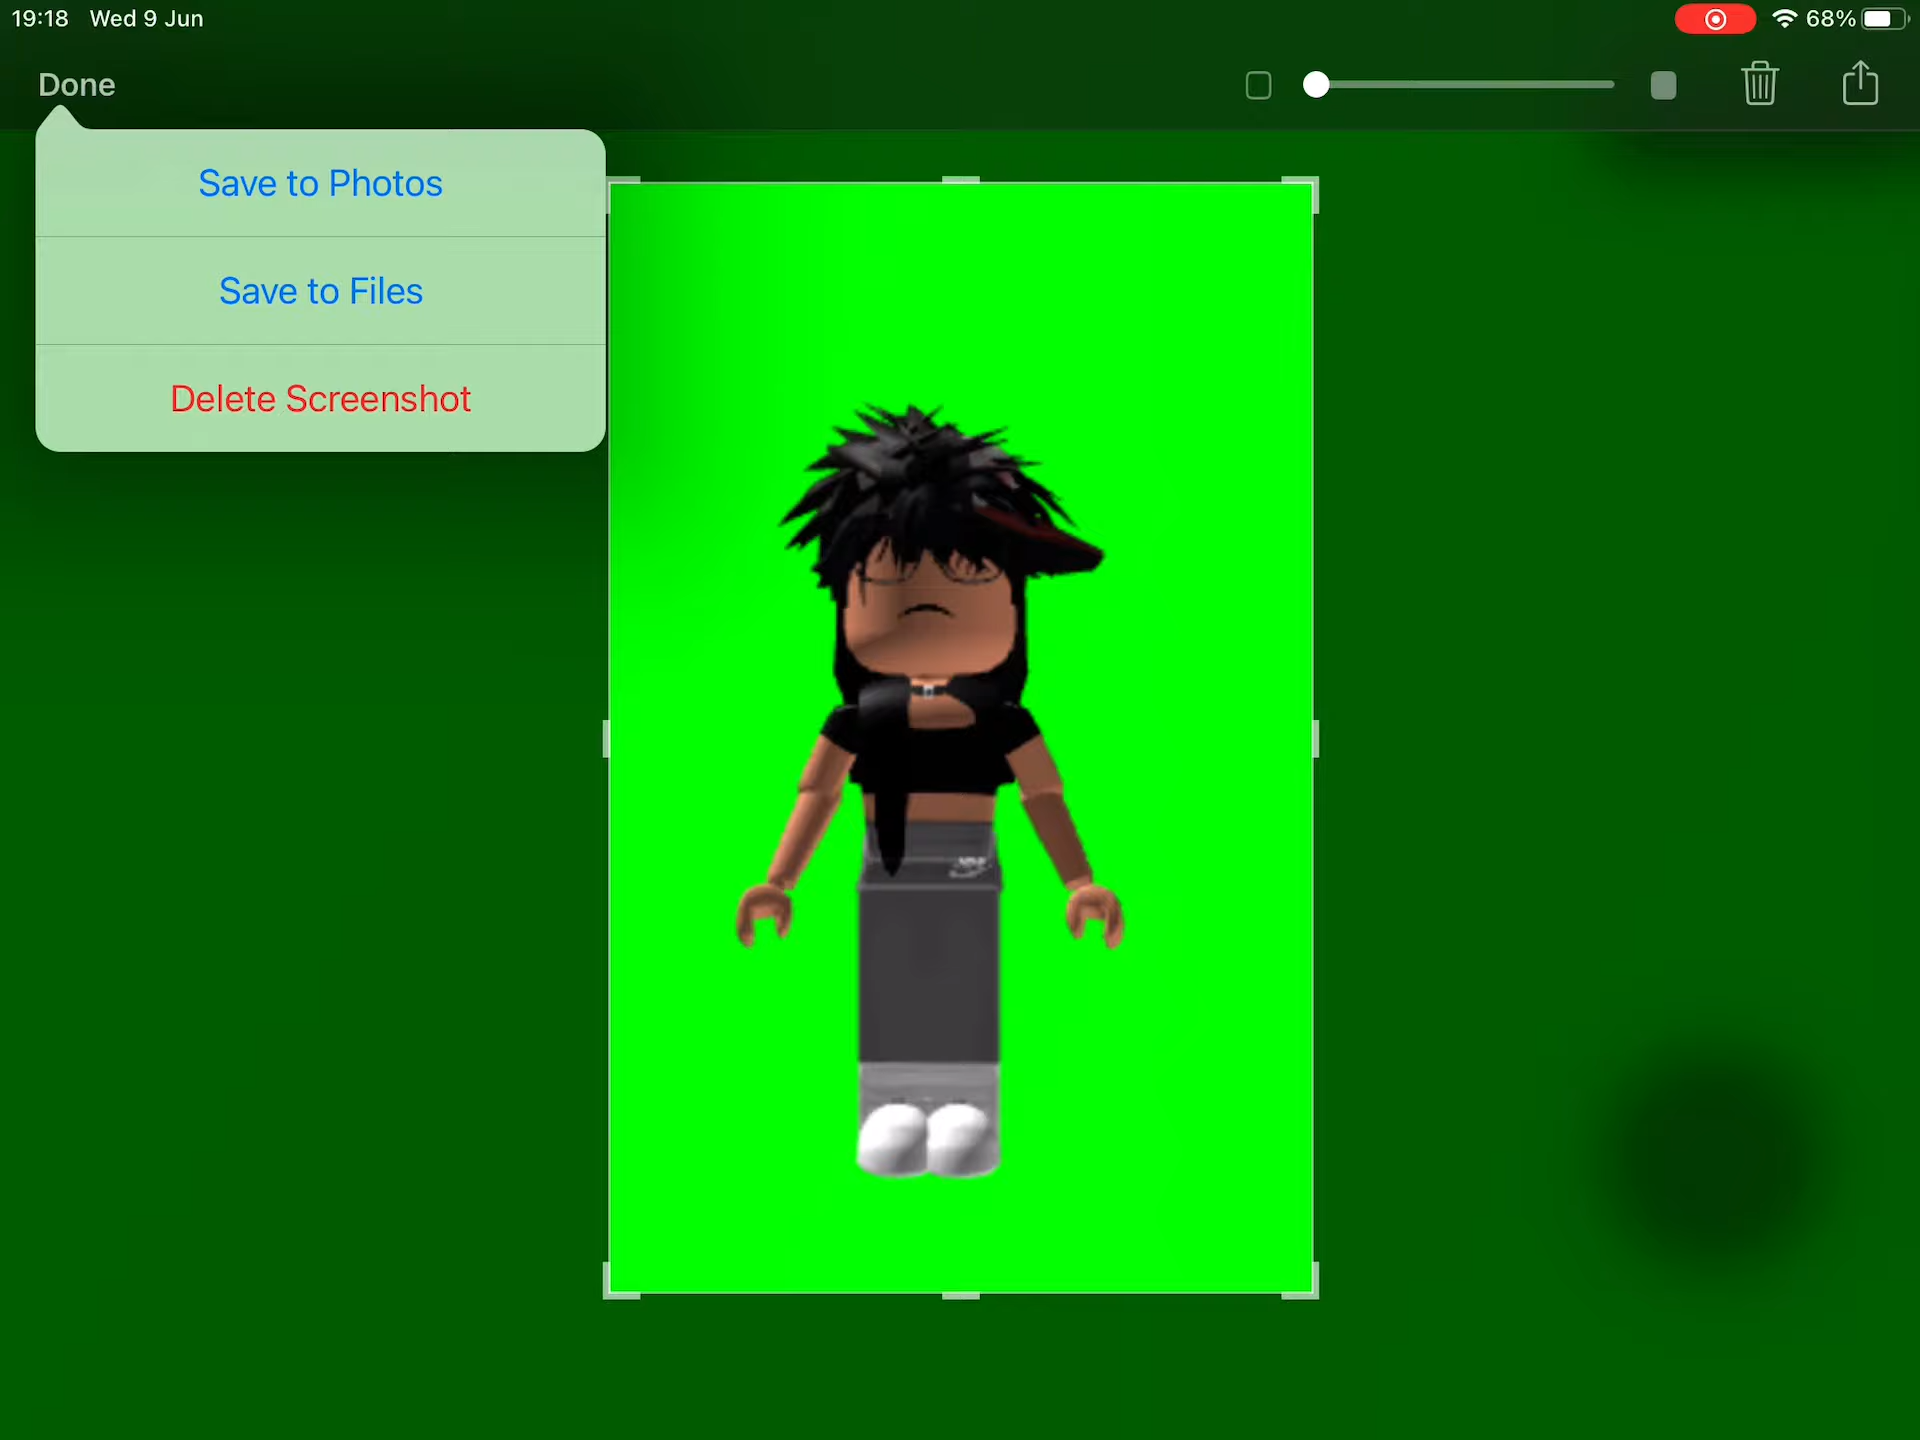 19:18 Wed 9 Jun
68%
Done
Save to Photos
Save to Files
Delete Screenshot